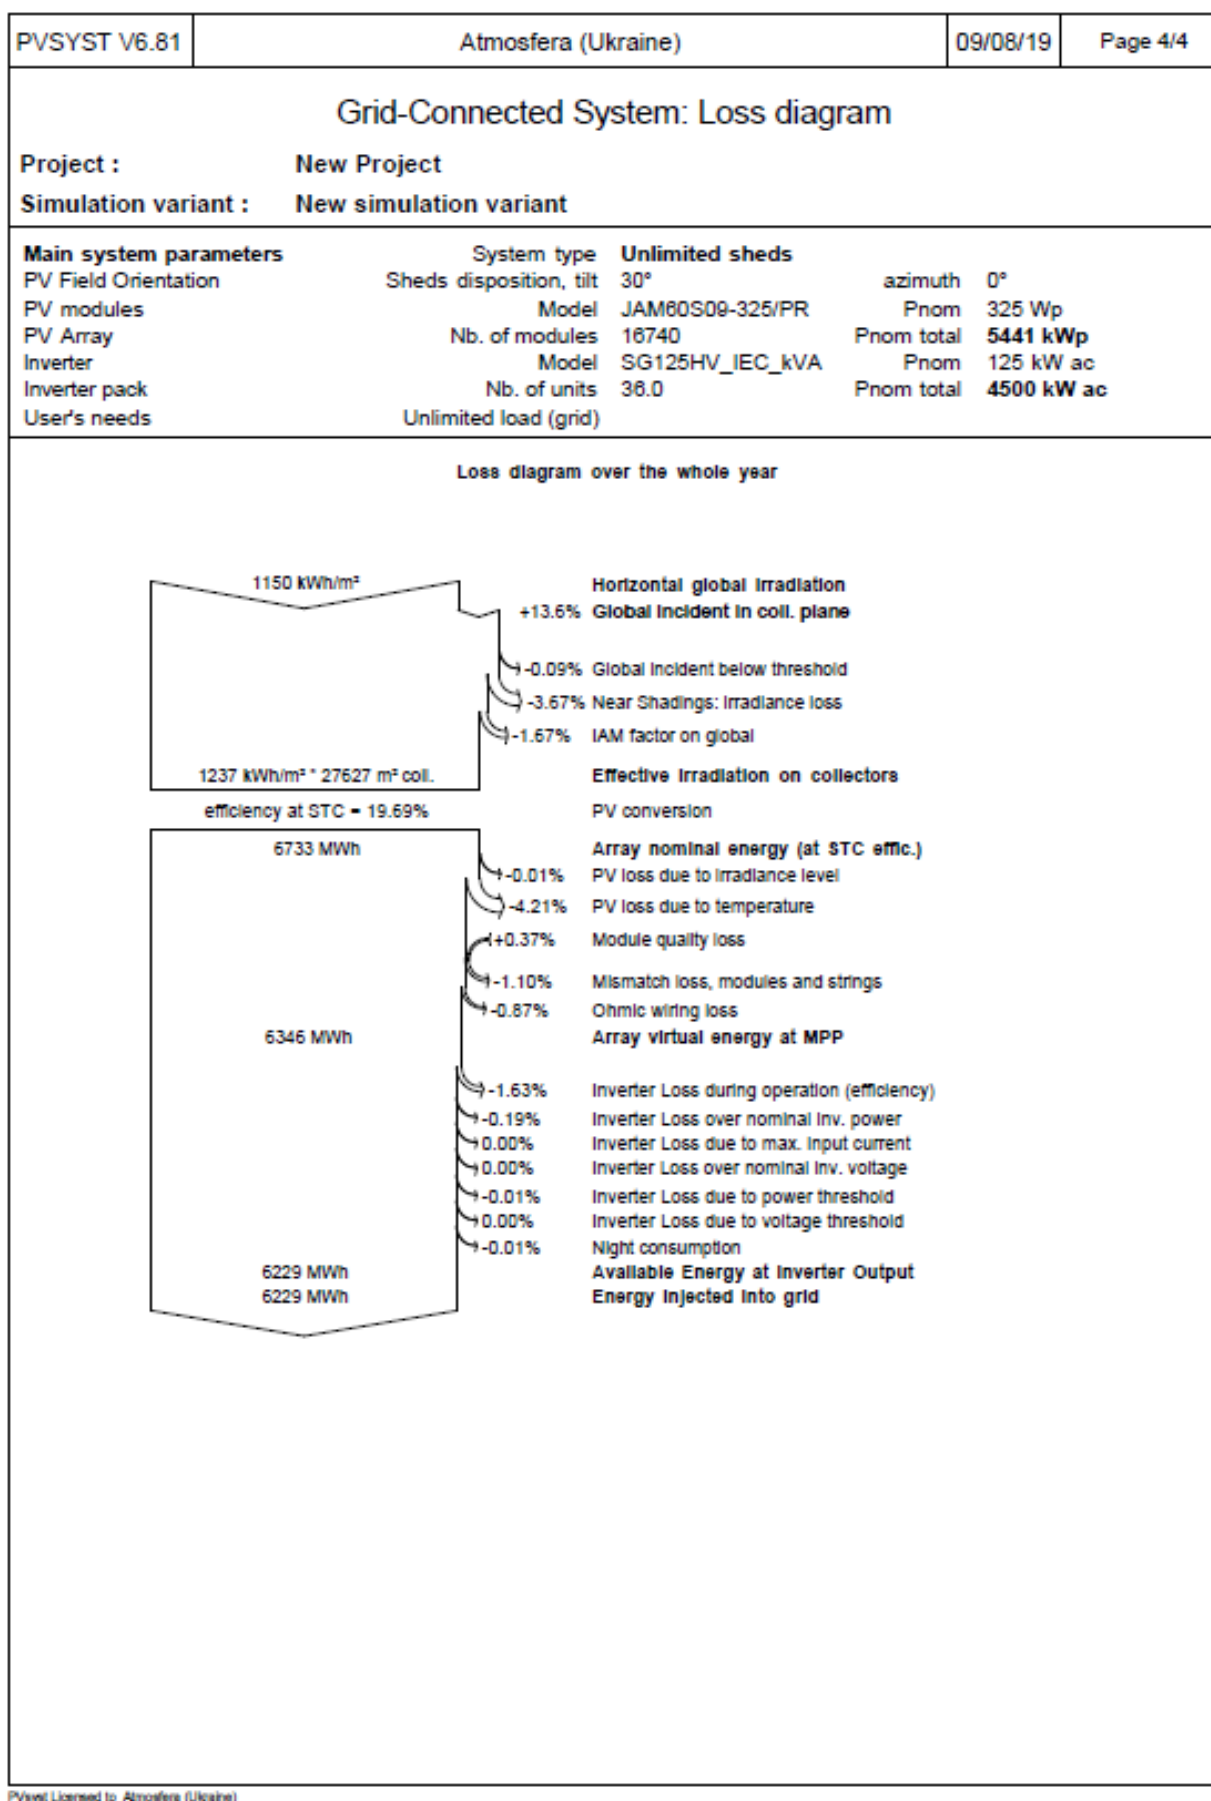 PVSYST V6.81 Atmosfera (Ukraine) 09/08/19 Page 4/4
Grid-Connected System: Loss diagram
Project : New Project
Simulation variant : New simulation variant
Main system parameters System type Unlimited sheds
PV Field Orientation Sheds disposition, tilt 30° azimuth 0°
PV modules Model JAM60S09-325/PR Pnom 325 Wp
PV Array Nb. of modules 16740 Pnom total 5441 kWp
Inverter Model SG125HV_IEC_kVA Pnom 125 kW ac
Inverter pack Nb. of units 36.0 Pnom total 4500 kW ac
User's needs Unlimited load (grid)
Loss diagram over the whole year
1150 kWh/m² Horizontal global irradiation
+13.6% Global incident in coll. plane
-0.09% Global incident below threshold
-3.67% Near Shadings: irradiance loss
-1.67% IAM factor on global
1237 kWh/m² * 27627 m² coll. Effective irradiation on collectors
efficiency at STC = 19.69% PV conversion
6733 MWh Array nominal energy (at STC effic.)
-0.01% PV loss due to irradiance level
-4.21% PV loss due to temperature
+0.37% Module quality loss
-1.10% Mismatch loss, modules and strings
-0.87% Ohmic wiring loss
6346 MWh Array virtual energy at MPP
-1.63% Inverter Loss during operation (efficiency)
-0.19% Inverter Loss over nominal inv. power
0.00% Inverter Loss due to max. input current
0.00% Inverter Loss over nominal inv. voltage
-0.01% Inverter Loss due to power threshold
0.00% Inverter Loss due to voltage threshold
-0.01% Night consumption
6229 MWh Available Energy at Inverter Output
6229 MWh Energy injected into grid
PVsyst Licensed to Atmosfera (Ukraine)